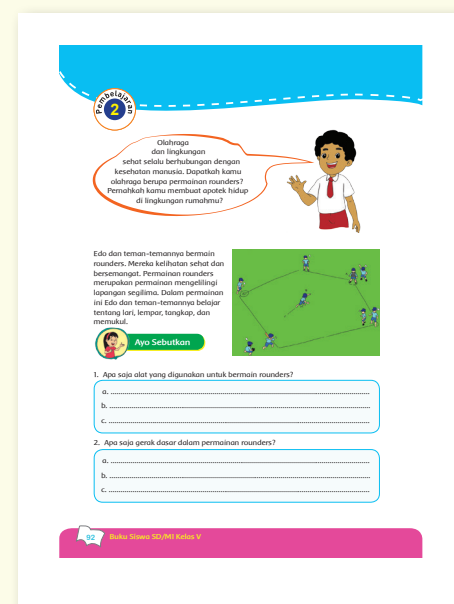 Pembelajaran
2
Olahraga
dan lingkungan
sehat selalu berhubungan dengan
kesehatan manusia. Dapatkah kamu
olahraga berupa permainan rounders?
Pernahkah kamu membuat apotek hidup
di lingkungan rumahmu?
Edo dan teman-temannya bermain
rounders. Mereka kelihatan sehat dan
bersemangat. Permainan rounders
merupakan permainan mengelilingi
lapangan segilima. Dalam permainan
ini Edo dan teman-temannya belajar
tentang lari, lempar, tangkap, dan
memukul.
Ayo Sebutkan
1. Apa saja alat yang digunakan untuk bermain rounders?
a.
b.
c.
2. Apa saja gerak dasar dalam permainan rounders?
a.
b.
c.
92 Buku Siswa SD/MI Kelas V